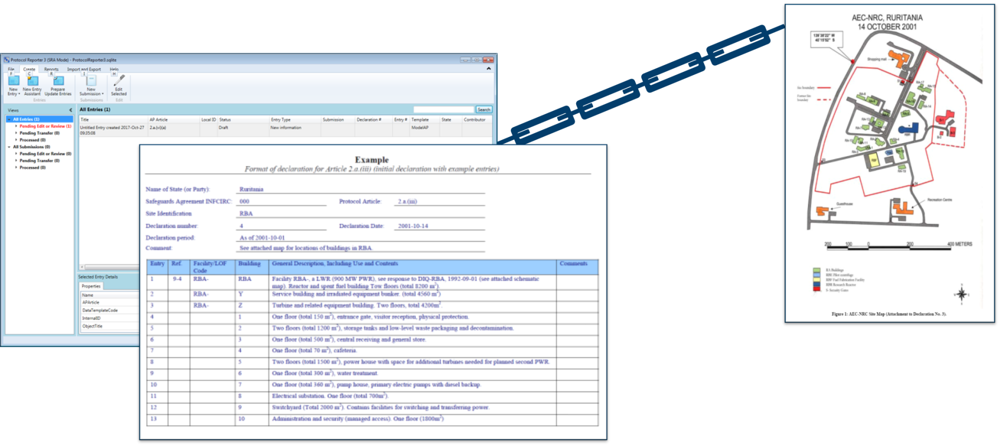 Protocol Reporter 3 (SRA Mode) - ProtocolReporter3.sqlite
File Create Reports Import and Export Help
F C R I H
New Entry New Entry Assistant Prepare Update Entries New Submission Edit Selected
Entries Submissions Edit
Views
All Entries (1)
Pending Edit or Review (1)
Pending Transfer (0)
Processed (0)
All Submissions (0)
Pending Edit or Review (0)
Pending Transfer (0)
Processed (0)
All Entries (1) Search
Title AP Article Local ID Status Entry Type Submission Declaration # Entry # Template State Contributor
Untitled Entry created 2017-Oct-27 2.a.(vi)(a) Draft New information ModelAP
09:35:08
Selected Entry Details
Properties
Name
APArticle
DataTemplateCode
InternalID
ObjectTitle
Example
Format of declaration for Article 2.a.(iii) (initial declaration with example entries)
Name of State (or Party): Ruritania
Safeguards Agreement INFCIRC: 000 Protocol Article: 2.a.(iii)
Site Identification RBA
Declaration number: 4 Declaration Date: 2001-10-14
Declaration period: As of 2001-10-01
Comment: See attached map for locations of buildings in RBA.
Entry Ref. Facility/LOF Code Building General Description, Including Use and Contents Comments
1 9-4 RBA- RBA Facility RBA-, a LWR (900 MW PWR), see response to DIQ-RBA, 1992-09-01 (see attached schematic
map). Reactor and spent fuel building Tow floors (total 8200 m²).
2 RBA- Y Service building and irradiated equipment bunker. (total 4560 m²)
3 RBA- Z Turbine and related equipment building. Two floors, total 4200m².
4 1 One floor (total 150 m²), entrance gate, visitor reception, physical protection.
5 2 Two floors (total 1200 m²), storage tanks and low-level waste packaging and decontamination.
6 3 One floor (total 500 m²), central receiving and general store.
7 4 One floor (total 70 m²), cafeteria.
8 5 Two floors (total 1500 m²), power house with space for additional turbines needed for planned second PWR.
9 6 One floor (total 300 m²), water treatment.
10 7 One floor (total 360 m²), pump house, primary electric pumps with diesel backup.
11 8 Electrical substation. One floor (total 700m²).
12 9 Switchyard (Total 2000 m²). Contains facilities for switching and transferring power.
13 10 Administration and security (managed access). One floor (1800m²)
AEC-NRC, RURITANIA
14 OCTOBER 2001
139°38'22" W
40°15'52" S
Shopping mall
Site boundary
Former Site
boundary
RA-17
RA-14
RA-13
RA-10
RA-4
RA-19
RBF
Guesthouse
Recreation Centre
200 100 0 200 400 METERS
RA Buildings
RBE Pilot centrifuge
RBF Fuel Fabrication Facility
RBR Research Reactor
S- Security Gates
Figure 1: AEC-NRC Site Map (Attachment to Declaration No. 3).